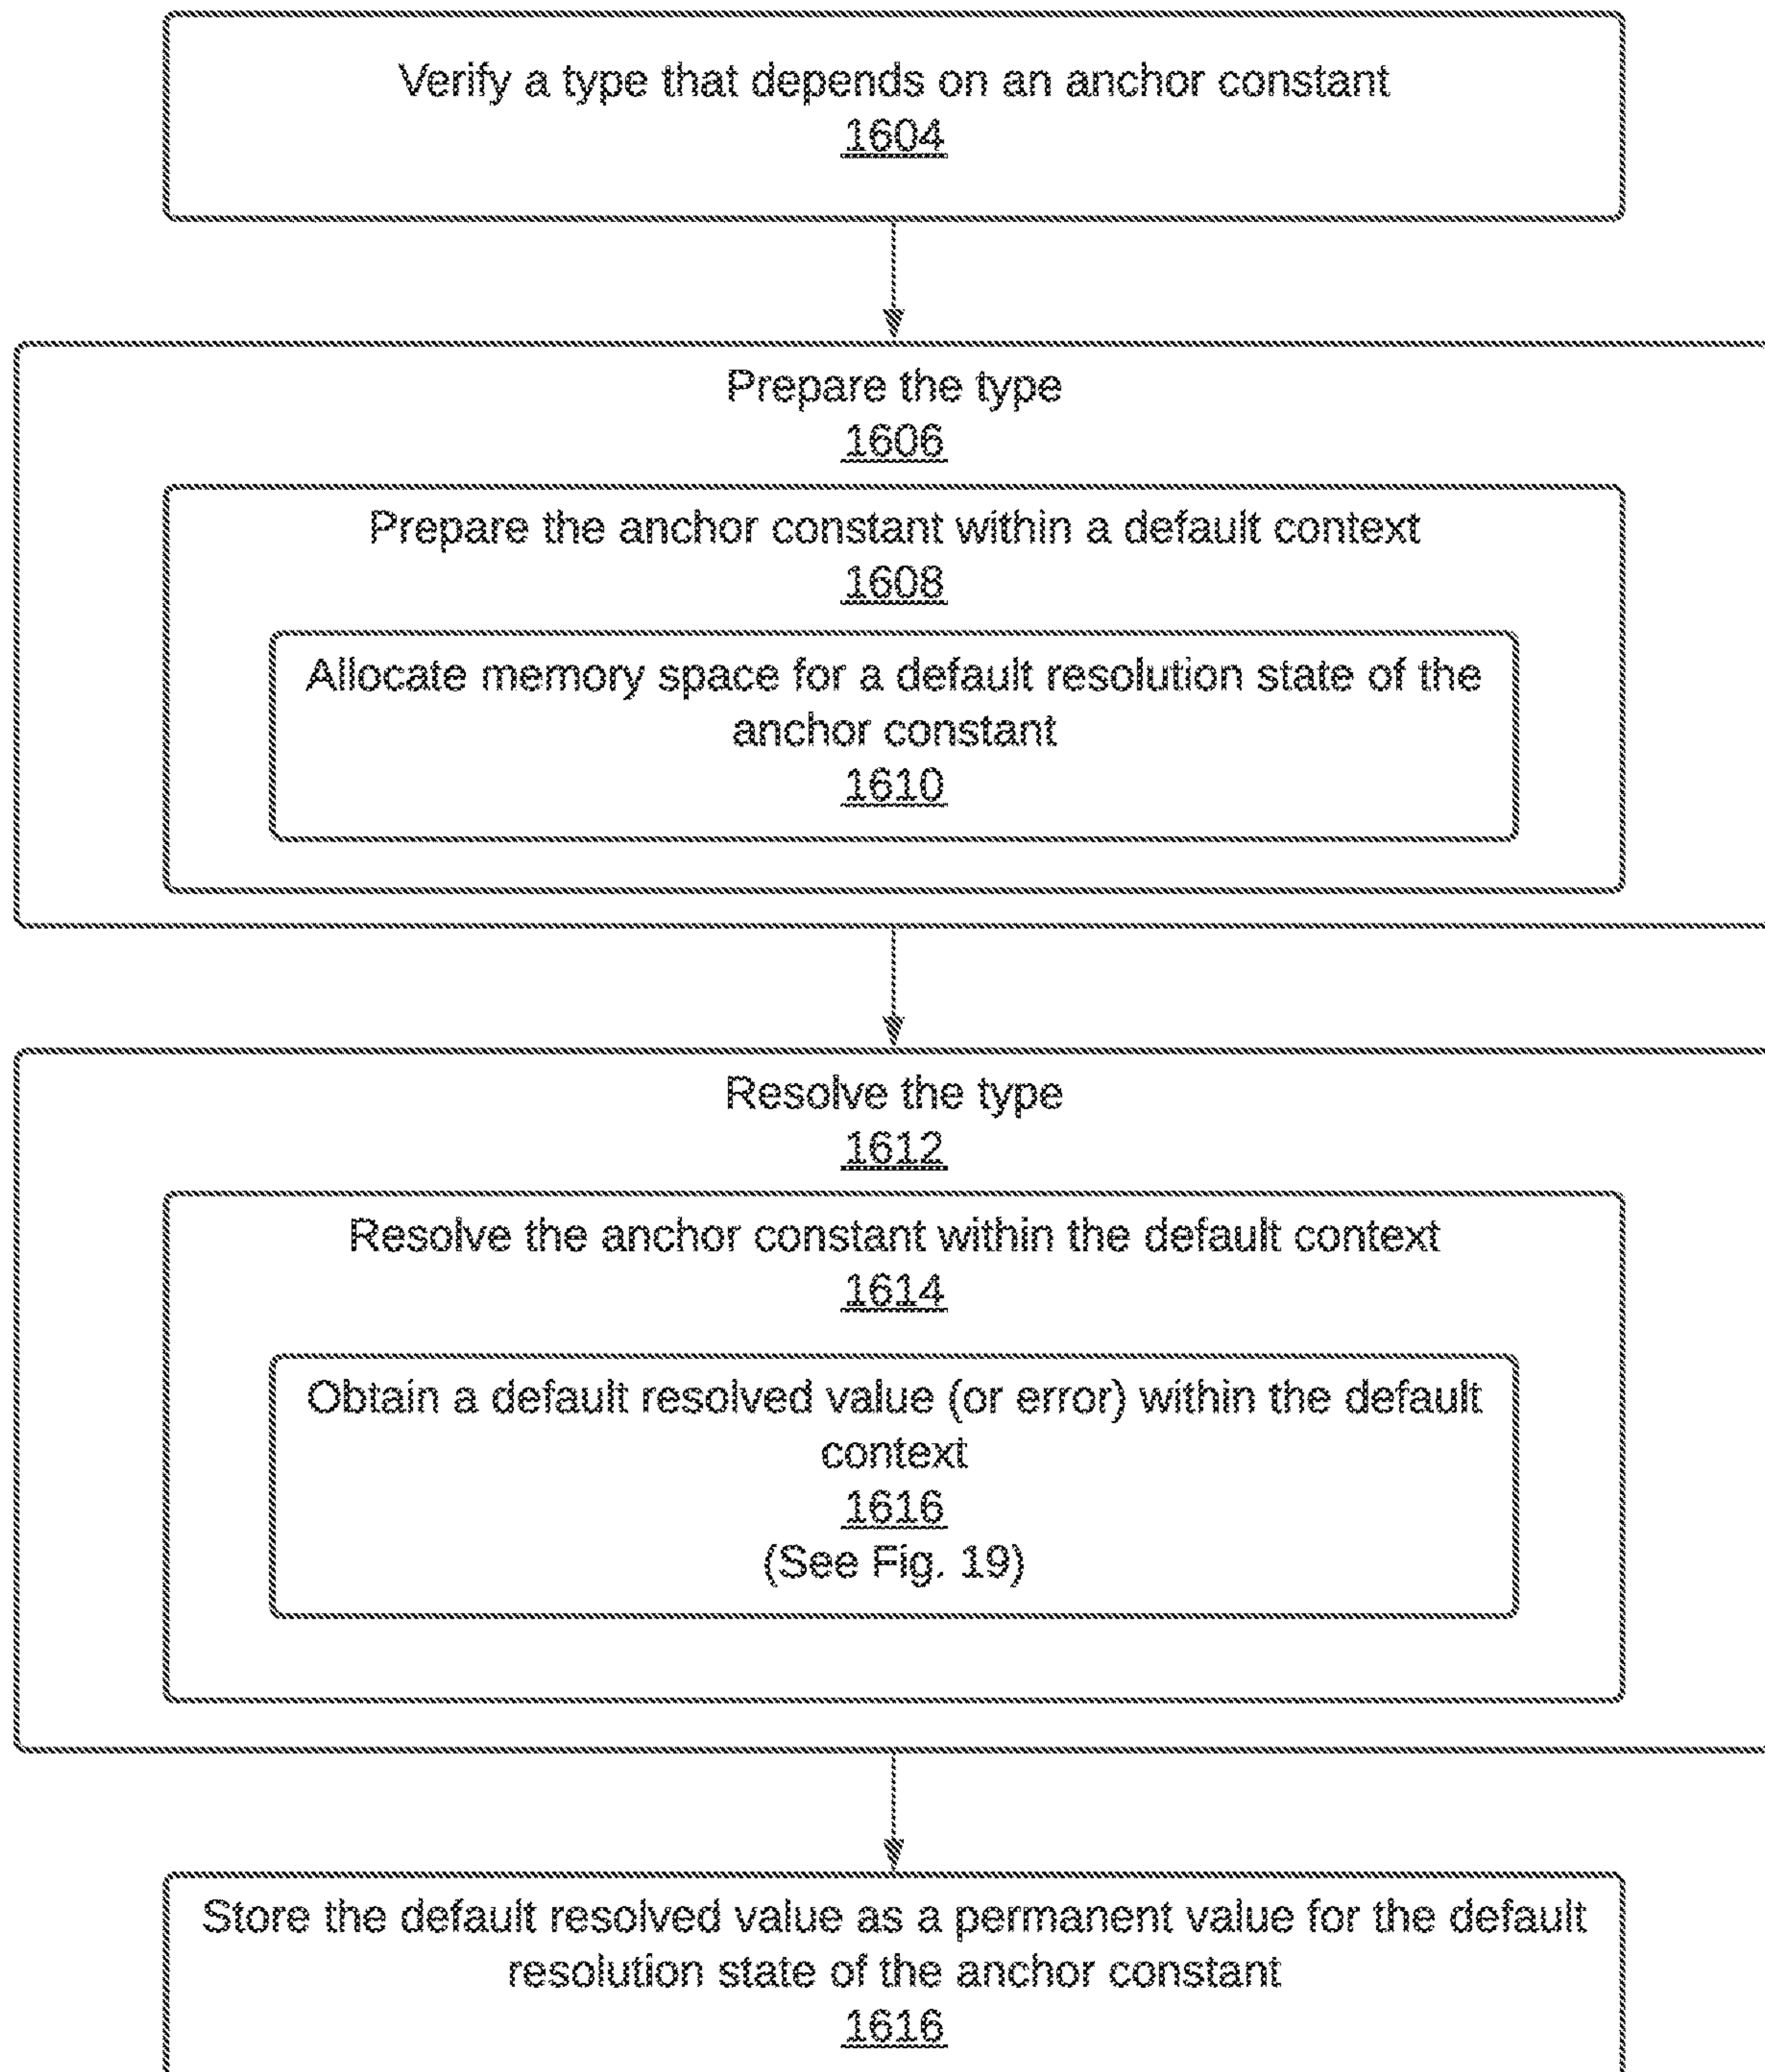 Verify a type that depends on an anchor constant
1604
Prepare the type
1606
Prepare the anchor constant within a default context
1608
Allocate memory space for a default resolution state of the
anchor constant
1610
Resolve the type
1612
Resolve the anchor constant within the default context
1614
Obtain a default resolved value (or error) within the default
context
1616
(See Fig. 19)
Store the default resolved value as a permanent value for the default
resolution state of the anchor constant
1616